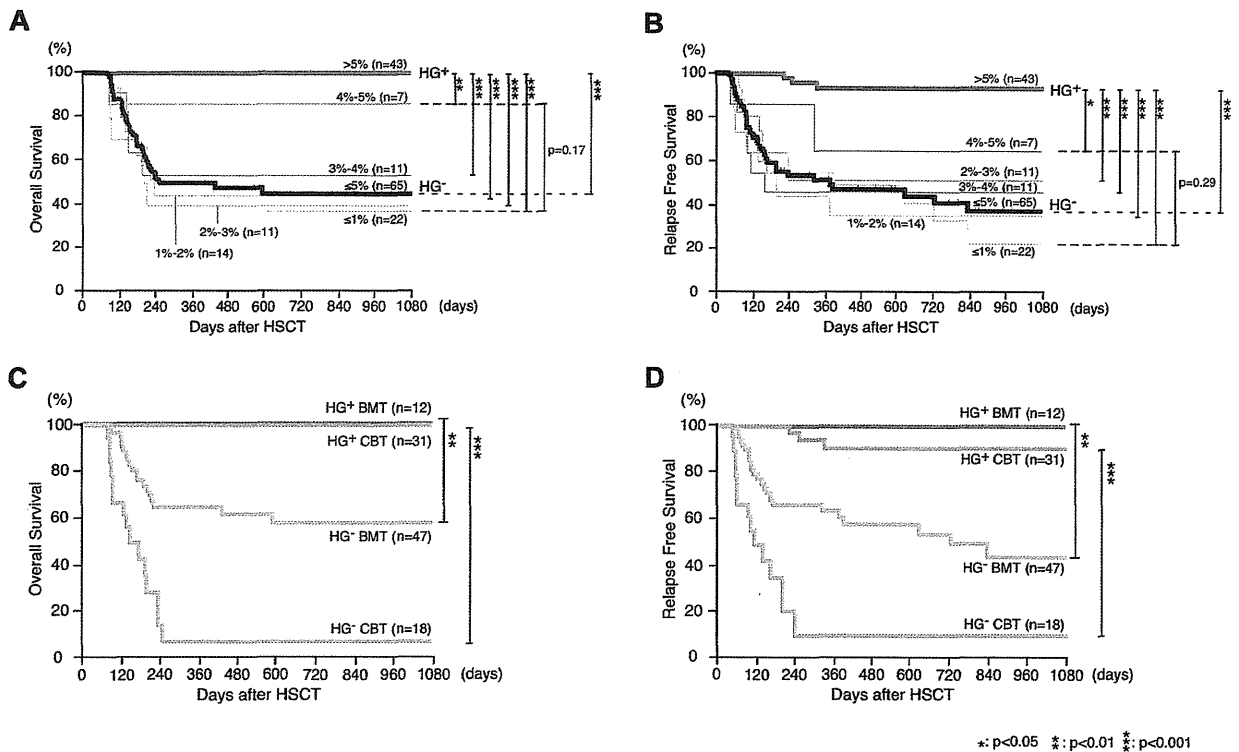 A
(%)
Overall Survival
100
80
60
40
20
0
>5% (n=43)
HG+
4%-5% (n=7)
3%-4% (n=11)
≤5% (n=65)
HG-
≤1% (n=22)
2%-3% (n=11)
1%-2% (n=14)
**
***
***
***
***
p=0.17
***
0 120 240 360 480 600 720 840 960 1080 (days)
Days after HSCT
B
(%)
Relapse Free Survival
100
80
60
40
20
0
>5% (n=43)
HG+
4%-5% (n=7)
2%-3% (n=11)
3%-4% (n=11)
≤5% (n=65)
HG-
1%-2% (n=14)
≤1% (n=22)
*
***
***
***
***
p=0.29
***
0 120 240 360 480 600 720 840 960 1080 (days)
Days after HSCT
C
(%)
Overall Survival
100
80
60
40
20
0
HG+ BMT (n=12)
HG+ CBT (n=31)
HG- BMT (n=47)
HG- CBT (n=18)
**
***
0 120 240 360 480 600 720 840 960 1080 (days)
Days after HSCT
D
(%)
Relapse Free Survival
100
80
60
40
20
0
HG+ BMT (n=12)
HG+ CBT (n=31)
HG- BMT (n=47)
HG- CBT (n=18)
**
***
0 120 240 360 480 600 720 840 960 1080 (days)
Days after HSCT
*: p<0.05 **: p<0.01 ***: p<0.001